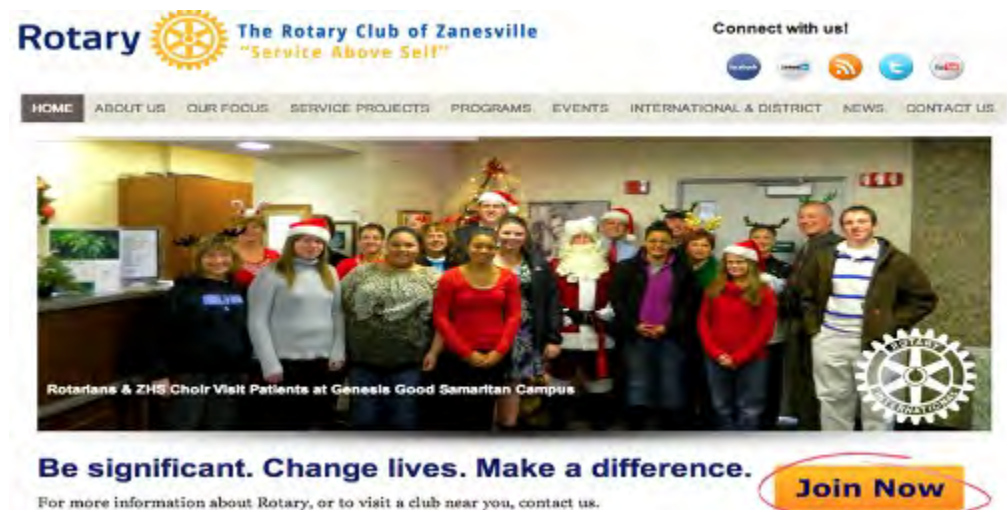 Rotary
The Rotary Club of Zanesville
"Service Above Self"
Connect with us!
facebook
HOME ABOUT US OUR FOCUS SERVICE PROJECTS PROGRAMS EVENTS INTERNATIONAL & DISTRICT NEWS CONTACT US
Rotarians & ZHS Choir Visit Patients at Genesis Good Samaritan Campus
ROTARY
INTERNATIONAL
Be significant. Change lives. Make a difference.
Join Now
For more information about Rotary, or to visit a club near you, contact us.